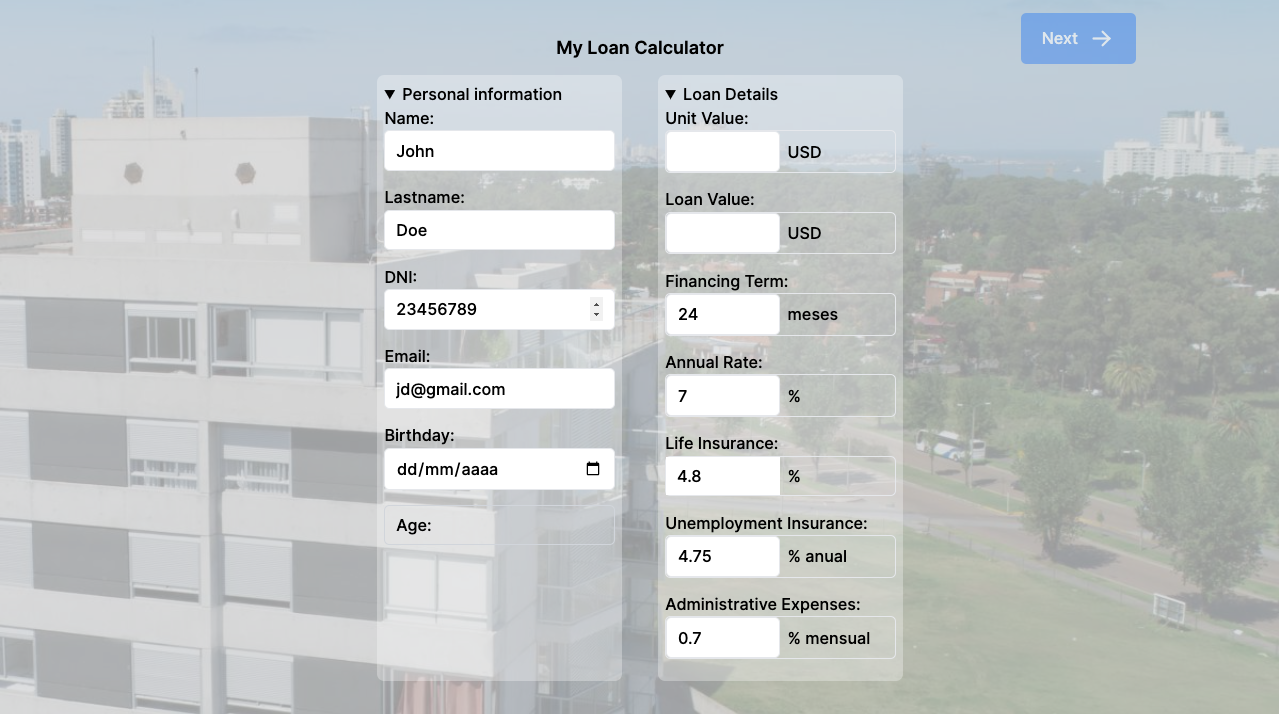 Next
My Loan Calculator
▼ Personal information
Name:
John
Lastname:
Doe
DNI:
23456789
Email:
jd@gmail.com
Birthday:
dd/mm/aaaa
Age:
▼ Loan Details
Unit Value:
USD
Loan Value:
USD
Financing Term:
24 meses
Annual Rate:
7 %
Life Insurance:
4.8 %
Unemployment Insurance:
4.75 % anual
Administrative Expenses:
0.7 % mensual